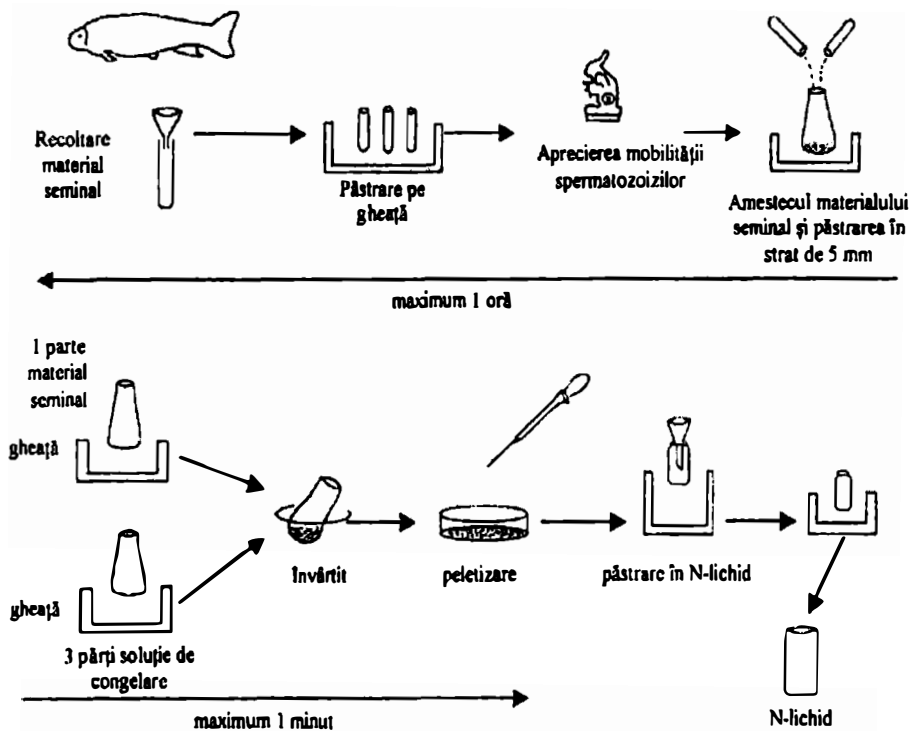 Recoltare
material
seminal
Păstrare pe
gheață
Aprecierea mobilității
spermatozoizilor
Amestecul materialului
seminal și păstrarea în
strat de 5 mm
maximum 1 oră
1 parte
material
seminal
gheață
gheață
3 părți soluție de
congelare
învârtit
peletizare
păstrare în N-lichid
N-lichid
maximum 1 minut